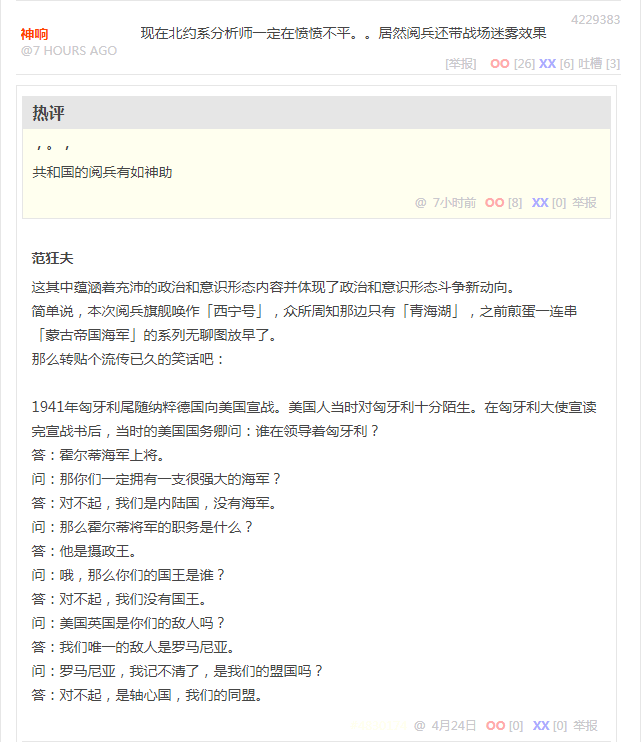 4229383
神响
现在北约系分析师一定在愤愤不平。。居然阅兵还带战场迷雾效果
@7 HOURS AGO
[举报] OO [26] XX [6] 吐槽 [3]
热评
，。，
共和国的阅兵有如神助
@ 7小时前 OO [8] XX [0] 举报
范狂夫
这其中蕴涵着充沛的政治和意识形态内容并体现了政治和意识形态斗争新动向。
简单说，本次阅兵旗舰唤作「西宁号」，众所周知那边只有「青海湖」，之前煎蛋一连串
「蒙古帝国海军」的系列无聊图放早了。
那么转贴个流传已久的笑话吧：
1941年匈牙利尾随纳粹德国向美国宣战。美国人当时对匈牙利十分陌生。在匈牙利大使宣读
完宣战书后，当时的美国国务卿问：谁在领导着匈牙利？
答：霍尔蒂海军上将。
问：那你们一定拥有一支很强大的海军？
答：对不起，我们是内陆国，没有海军。
问：那么霍尔蒂将军的职务是什么？
答：他是摄政王。
问：哦，那么你们的国王是谁？
答：对不起，我们没有国王。
问：美国英国是你们的敌人吗？
答：我们唯一的敌人是罗马尼亚。
问：罗马尼亚，我记不清了，是我们的盟国吗？
答：对不起，是轴心国，我们的同盟。
@ 4月24日 OO [0] XX [0] 举报